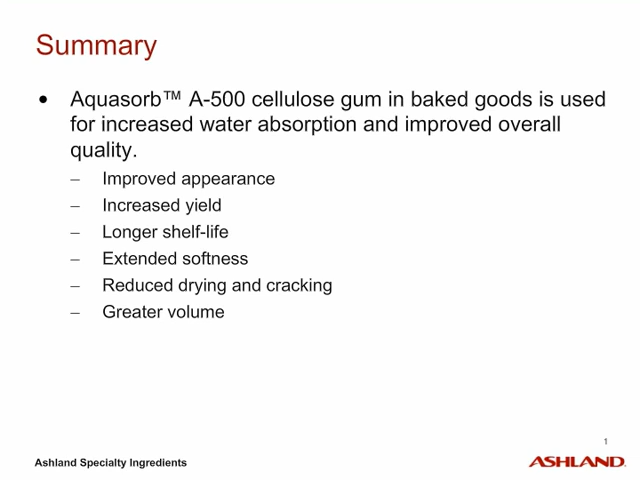 Summary
• Aquasorb™ A-500 cellulose gum in baked goods is used
for increased water absorption and improved overall
quality.
– Improved appearance
– Increased yield
– Longer shelf-life
– Extended softness
– Reduced drying and cracking
– Greater volume
1
Ashland Specialty Ingredients
ASHLAND.